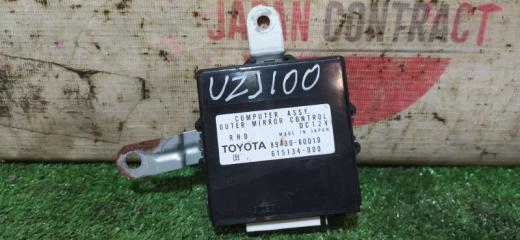 JAPAN CONTRACT
UZJ100
COMPUTER ASSY
OUTER MIRROR CONTROL
RHD DC12V
MADE IN JAPAN
TOYOTA 89430-60010
(B) 615134-000